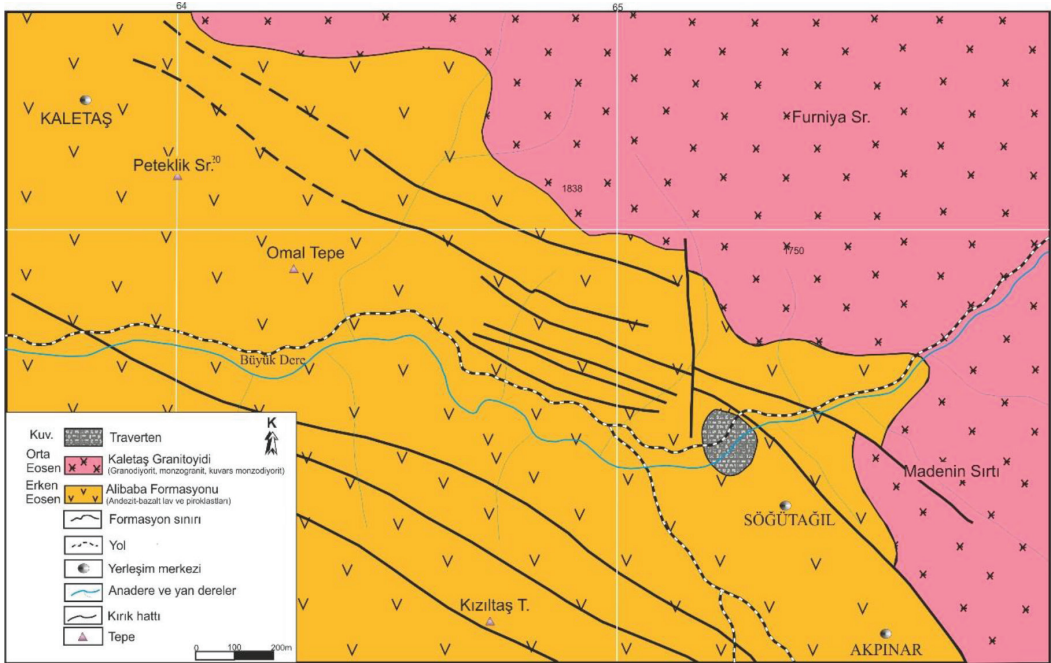 64
65
Furniya Sr.
KALETAŞ
Peteklik Sr.
20
1838
Omal Tepe
1750
Büyük Dere
Madenin Sırtı
SÖĞÜTAĞIL
Kızıltaş T.
AKPINAR
K
Kuv.
Traverten
Orta
Eosen
Kaletaş Granitoyidi
(Granodiyorit, monzogranit, kuvars monzodiyorit)
Erken
Eosen
Alibaba Formasyonu
(Andezit-bazalt lav ve piroklastları)
Formasyon sınırı
Yol
Yerleşim merkezi
Anadere ve yan dereler
Kırık hattı
Tepe
0 100 200m